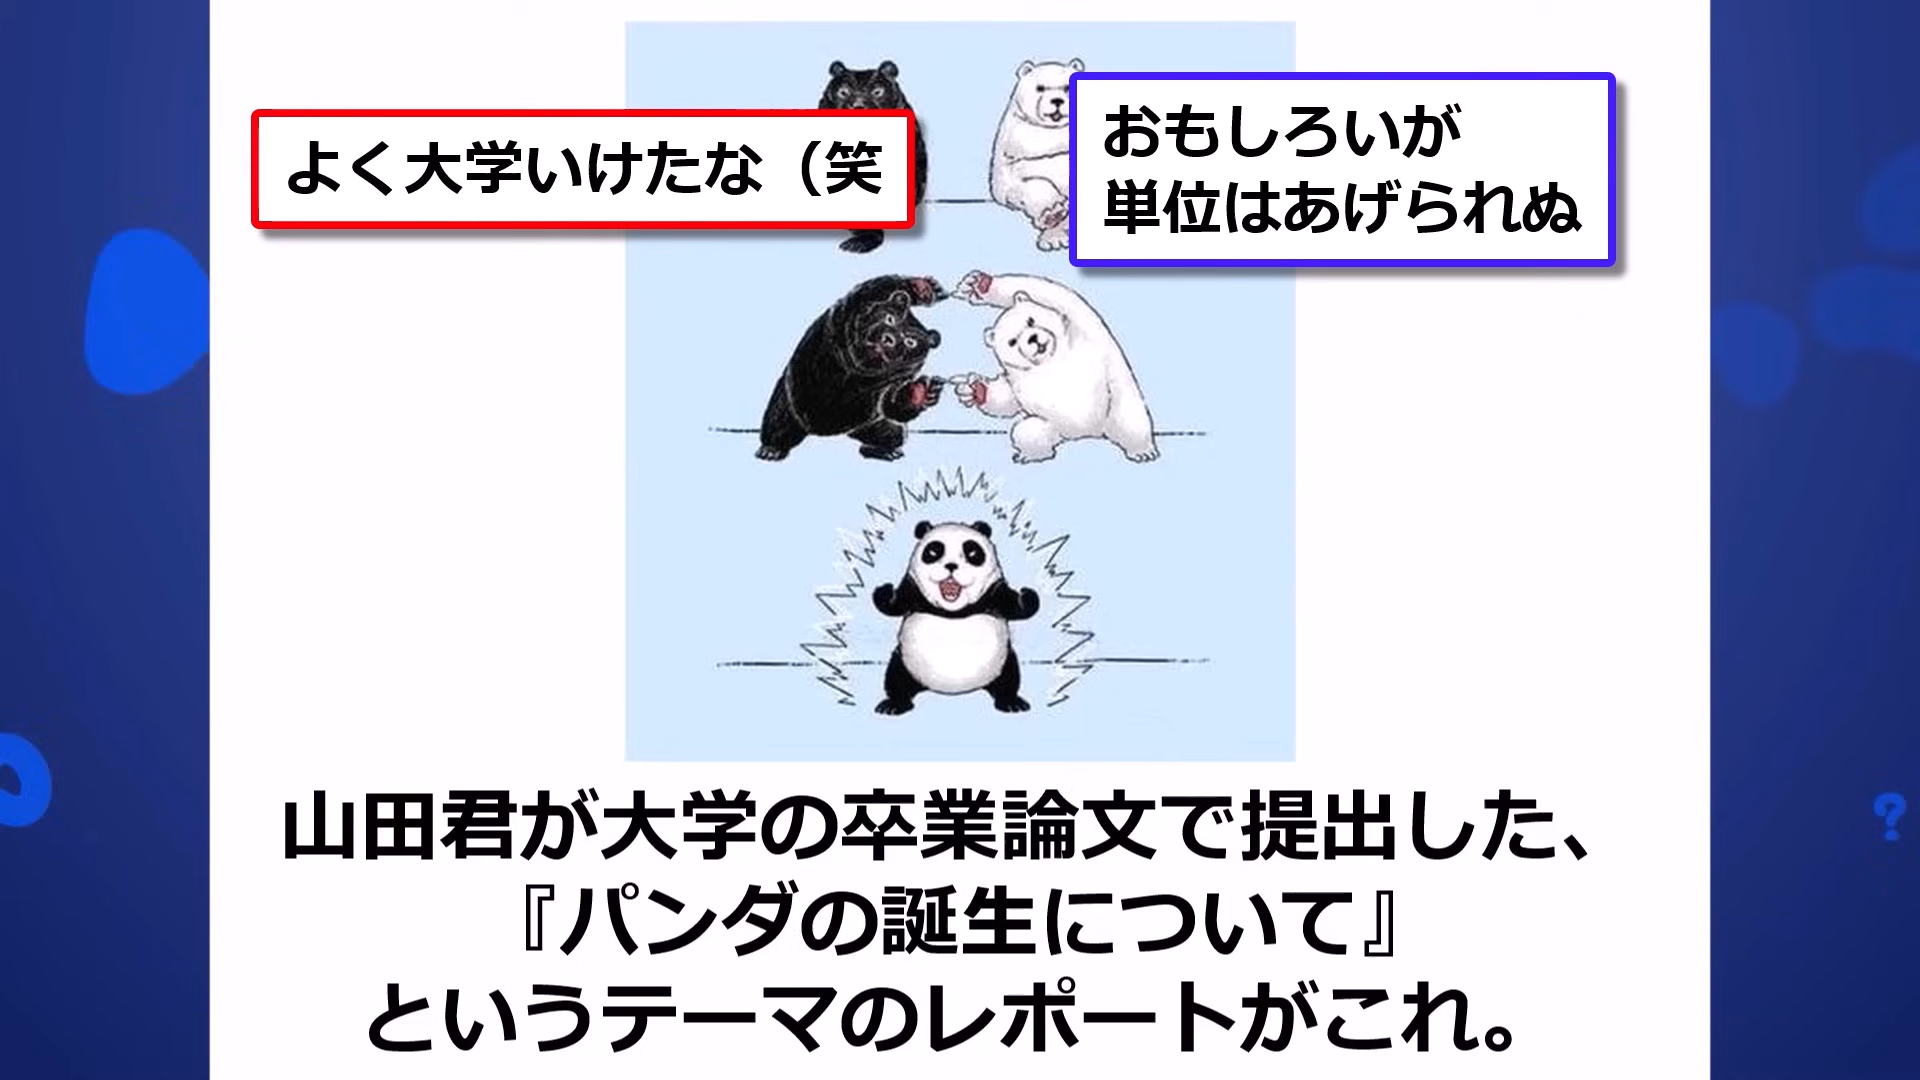 よく大学いけたな（笑
おもしろいが
単位はあげられぬ
山田君が大学の卒業論文で提出した、
『パンダの誕生について』
というテーマのレポートがこれ。
?